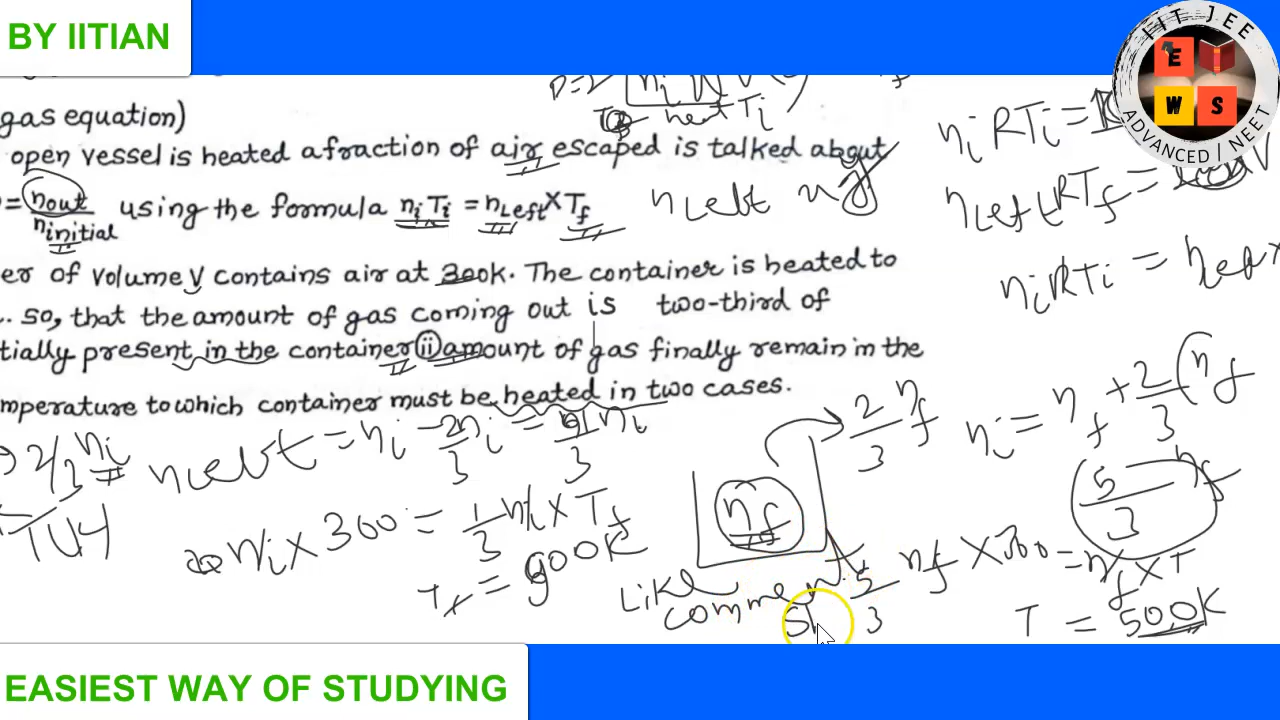 BY IITIAN
IIT JEE
E I
W S
ADVANCED | NEET
gas equation)
open vessel is heated a fraction of air escaped is talked about
= nout/ninitial using the formula niTi = nLeft×Tf
er of volume V contains air at 300k. The container is heated to
. so, that the amount of gas coming out is two-third of
tially present in the container (ii) amount of gas finally remain in the
mperature to which container must be heated in two cases.
niRTi =
nLeft RTf =
niRTi =
2/3 ni nLeft = ni - 2ni/3 = 1/3 ni
ni × 300 = 1/3 ni × Tf
= 900K
nf
2/3 nf
ni = nf + 2/3 nf
5/3 nf
5/3 nf × 300 = nf × T
T = 500K
Like
comment
Sh
EASIEST WAY OF STUDYING